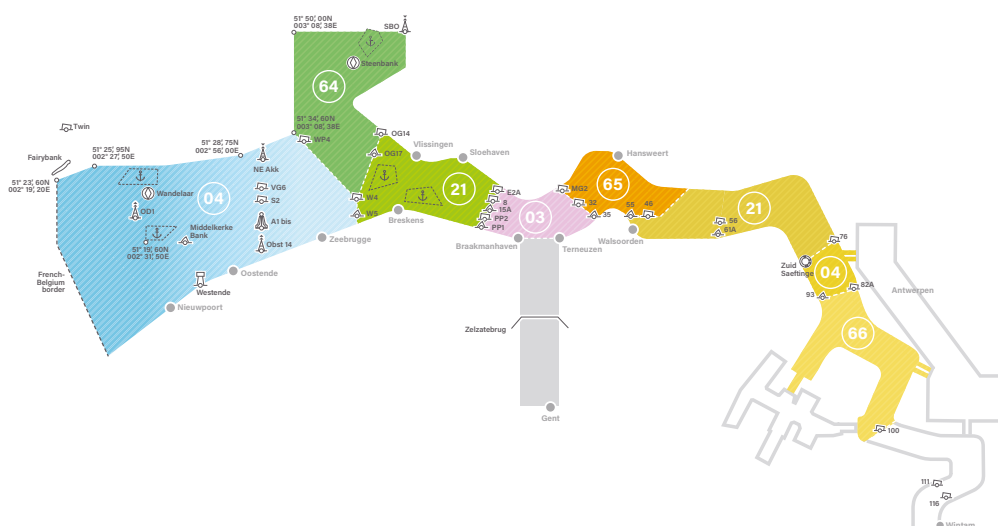 51° 50', 00N
003° 08', 38E
SBO
Steenbank
64
Twin
51° 34', 60N
003° 08', 38E
OG14
WP4
Vlissingen
Sloehaven
Hansweert
Fairybank
51° 25', 95N
002° 27', 50E
51° 28', 75N
002° 56', 00E
NE Akk
OG17
51° 23', 60N
002° 19', 20E
Wandelaar
04
VG6
S2
W4
21
E2A
8
15A
PP2
PP1
MG2
65
32
35
55
46
21
56
61A
OD1
A1 bis
W5
Breskens
03
Middelkerke
Bank
51° 19', 60N
002° 31', 50E
Obst 14
Zeebrugge
Braakmanhaven
Terneuzen
Walsoorden
76
Zuid
Saeftinge
04
French-
Belgium
border
Oostende
Westende
93
82A
Antwerpen
Nieuwpoort
Zelzatebrug
66
Gent
100
111
116
Wigtam